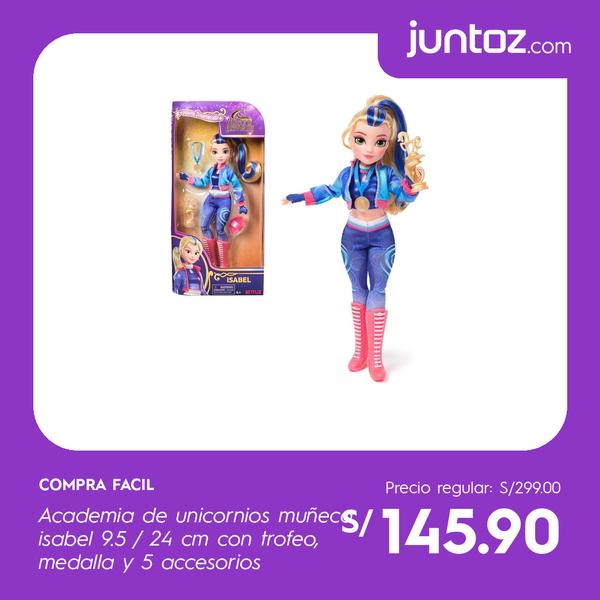 juntoz.com
ISABEL
NETFLIX
COMPRA FACIL
Academia de unicornios muñeca
isabel 9.5 / 24 cm con trofeo,
medalla y 5 accesorios
Precio regular: S/299.00
S/ 145.90